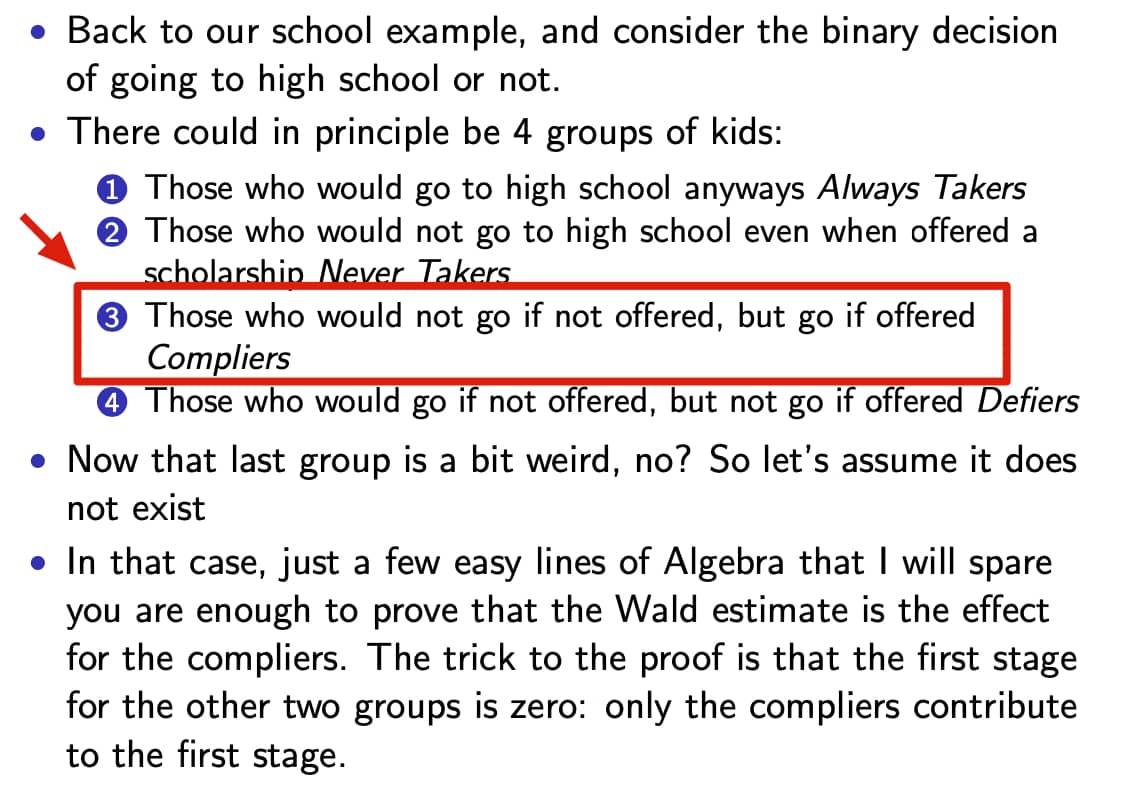 Back to our school example, and consider the binary decision
of going to high school or not.
There could in principle be 4 groups of kids:
1 Those who would go to high school anyways Always Takers
2 Those who would not go to high school even when offered a
scholarship Never Takers
3 Those who would not go if not offered, but go if offered
Compliers
4 Those who would go if not offered, but not go if offered Defiers
Now that last group is a bit weird, no? So let's assume it does
not exist
In that case, just a few easy lines of Algebra that I will spare
you are enough to prove that the Wald estimate is the effect
for the compliers. The trick to the proof is that the first stage
for the other two groups is zero: only the compliers contribute
to the first stage.